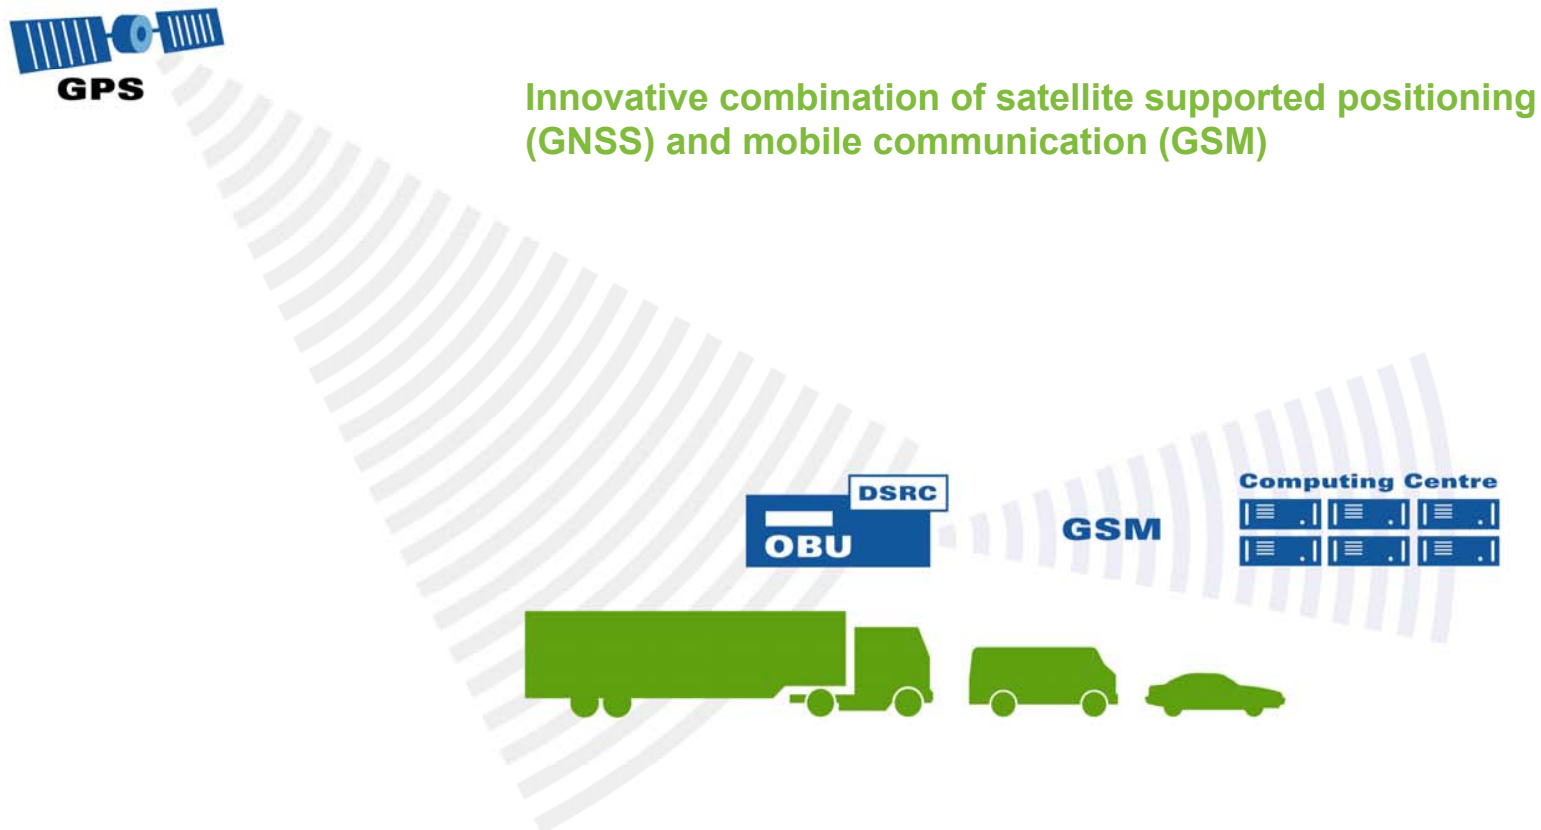 GPS
Innovative combination of satellite supported positioning
(GNSS) and mobile communication (GSM)
DSRC
OBU
GSM
Computing Centre